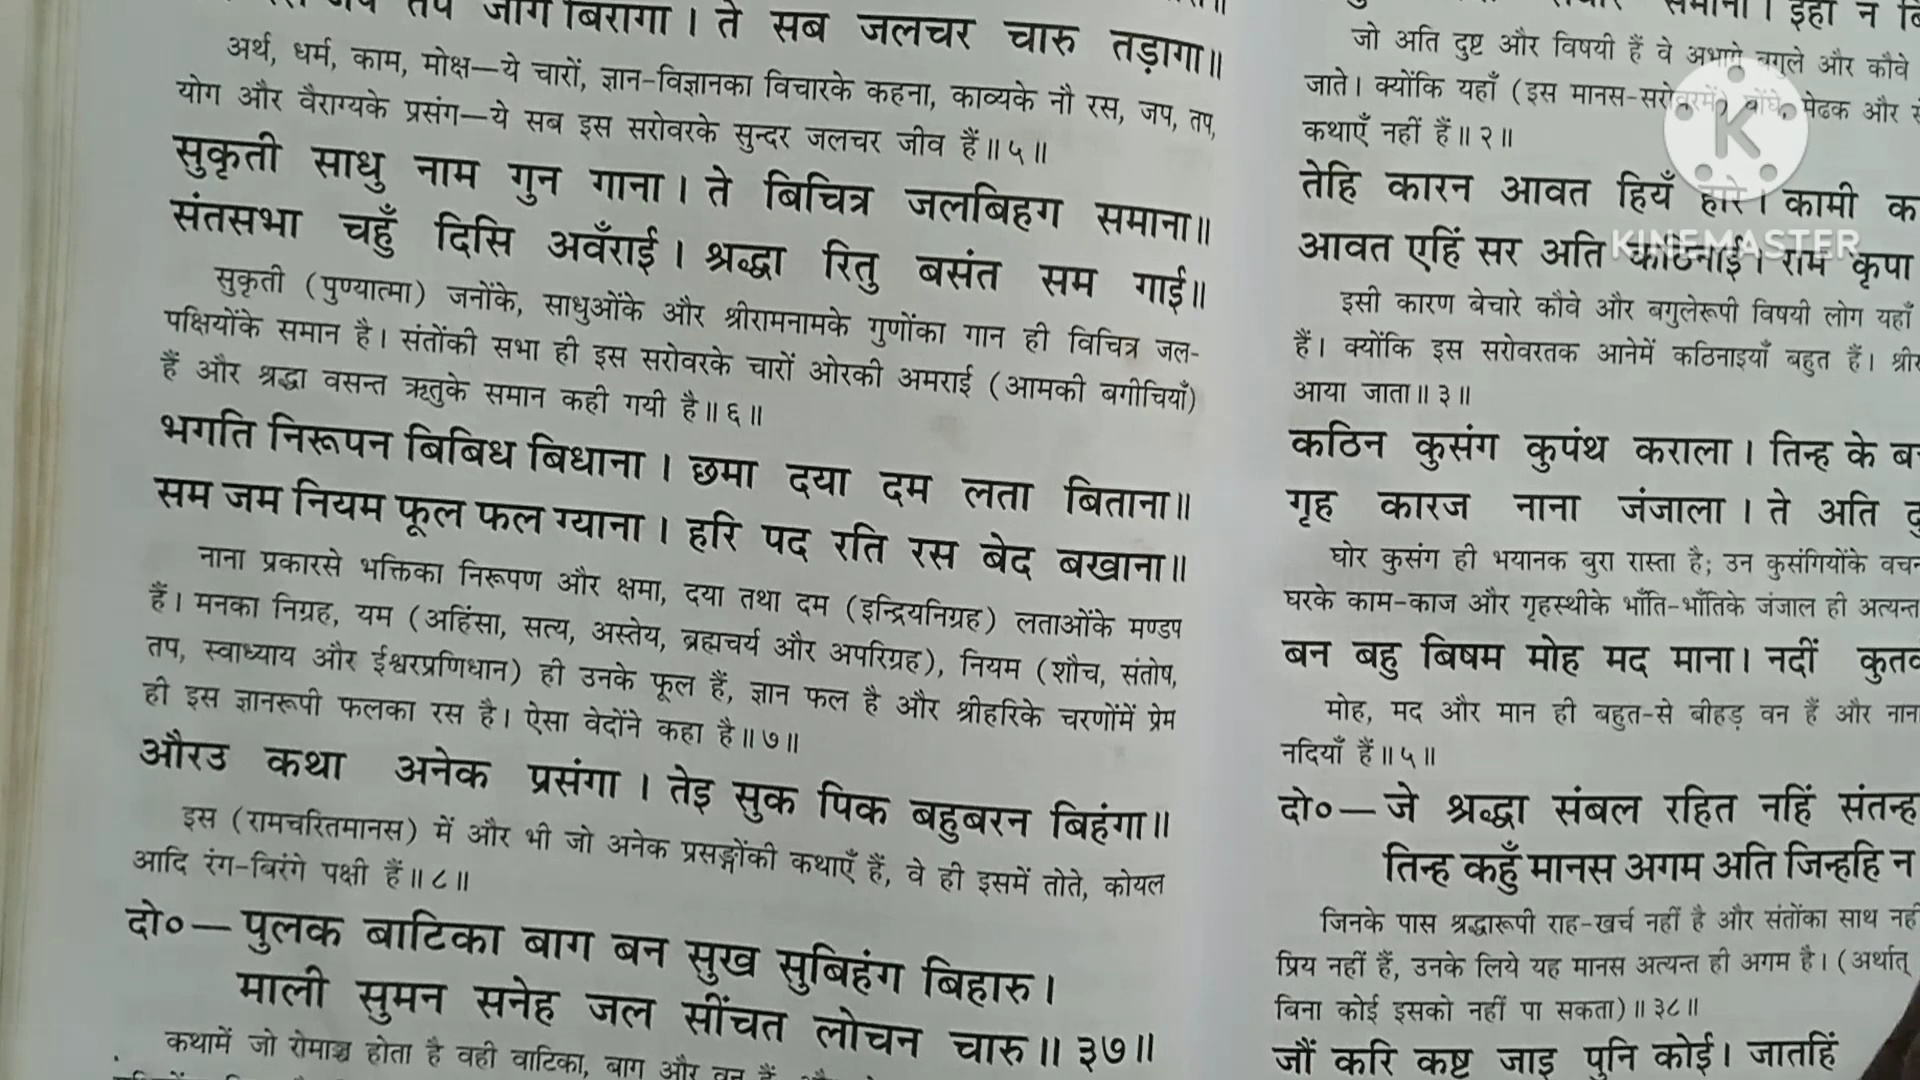 तप जोग बिरागा। ते सब जलचर चारु तड़ागा॥
अर्थ, धर्म, काम, मोक्ष—ये चारों, ज्ञान-विज्ञानका विचारके कहना, काव्यके नौ रस, जप, तप,
योग और वैराग्यके प्रसंग—ये सब इस सरोवरके सुन्दर जलचर जीव हैं॥५॥
सुकृती साधु नाम गुन गाना। ते बिचित्र जलबिहग समाना॥
संतसभा चहुँ दिसि अवँराई। श्रद्धा रितु बसंत सम गाई॥
सुकृती (पुण्यात्मा) जनोंके, साधुओंके और श्रीरामनामके गुणोंका गान ही विचित्र जल-
पक्षियोंके समान है। संतोंकी सभा ही इस सरोवरके चारों ओरकी अमराई (आमकी बगीचियाँ)
हैं और श्रद्धा वसन्त ऋतुके समान कही गयी है॥६॥
भगति निरूपन बिबिध बिधाना। छमा दया दम लता बिताना॥
सम जम नियम फूल फल ग्याना। हरि पद रति रस बेद बखाना॥
नाना प्रकारसे भक्तिका निरूपण और क्षमा, दया तथा दम (इन्द्रियनिग्रह) लताओंके मण्डप
हैं। मनका निग्रह, यम (अहिंसा, सत्य, अस्तेय, ब्रह्मचर्य और अपरिग्रह), नियम (शौच, संतोष,
तप, स्वाध्याय और ईश्वरप्रणिधान) ही उनके फूल हैं, ज्ञान फल है और श्रीहरिके चरणोंमें प्रेम
ही इस ज्ञानरूपी फलका रस है। ऐसा वेदोंने कहा है॥७॥
औरउ कथा अनेक प्रसंगा। तेइ सुक पिक बहुबरन बिहंगा॥
इस (रामचरितमानस) में और भी जो अनेक प्रसङ्गोंकी कथाएँ हैं, वे ही इसमें तोते, कोयल
आदि रंग-बिरंगे पक्षी हैं॥८॥
दो०—पुलक बाटिका बाग बन सुख सुबिहंग बिहारु।
माली सुमन सनेह जल सींचत लोचन चारु॥३७॥
कथामें जो रोमाञ्च होता है वही वाटिका, बाग और वन हैं,
समाना। इहाँ न
जो अति दुष्ट और विषयी हैं वे अभागे बगुले और कौवे
जाते। क्योंकि यहाँ (इस मानस-सरोवरमें) घोंघे, मेढक और
कथाएँ नहीं हैं॥२॥
तेहि कारन आवत हियँ हारे। कामी
आवत एहिं सर अति कठिनाई। राम कृपा
इसी कारण बेचारे कौवे और बगुलेरूपी विषयी लोग यहाँ
हैं। क्योंकि इस सरोवरतक आनेमें कठिनाइयाँ बहुत हैं।
आया जाता॥३॥
कठिन कुसंग कुपंथ कराला। तिन्ह के
गृह कारज नाना जंजाला। ते अति
घोर कुसंग ही भयानक बुरा रास्ता है; उन कुसंगियोंके वचन
घरके काम-काज और गृहस्थीके भाँति-भाँतिके जंजाल ही अत्यन्त
बन बहु बिषम मोह मद माना। नदीं
मोह, मद और मान ही बहुत-से बीहड़ वन हैं और नाना
नदियाँ हैं॥५॥
दो०—जे श्रद्धा संबल रहित नहिं संतन्ह
तिन्ह कहुँ मानस अगम अति जिन्हहि न
जिनके पास श्रद्धारूपी राह-खर्च नहीं है और संतोंका साथ नहीं
प्रिय नहीं हैं, उनके लिये यह मानस अत्यन्त ही अगम है। (अर्थात्
बिना कोई इसको नहीं पा सकता)॥३८॥
जौं करि कष्ट जाइ पुनि कोई। जातहिं
K
KINEMASTER